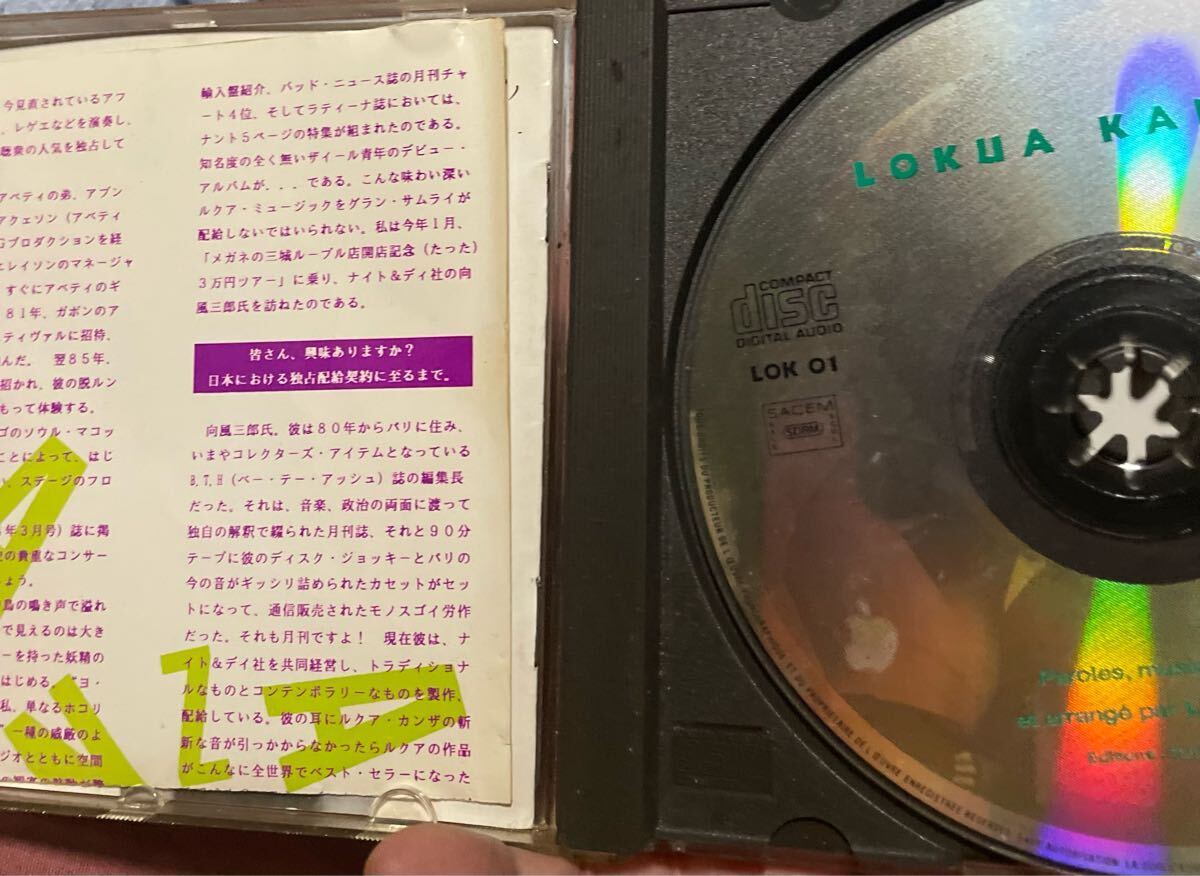 今見直されているアフ
、レゲエなどを演奏し、
聴衆の人気を独占して
アベティの弟、アブン
アクェソン（アベティ
Gプロダクションを経
エレイソンのマネージャ
すぐにアベティのギ
８１年、ガボンのア
ティヴァルに招待、
んだ。 翌８５年、
招かれ、彼の脱ルン
もって体験する。
ゴのソウル・マコッ
ことによって、はじ
い、ステージのフロ
年３月号）誌に掲
の貴重なコンサー
よう。
鳥の鳴き声で溢れ
で見えるのは大き
ーを持った妖精の
はじめる。“ヨ・
私、単なるホコリ
”一種の威厳のよ
ジオとともに空間
輸入盤紹介、バッド・ニュース誌の月刊チャ
ート４位、そしてラティーナ誌においては、
ナント５ページの特集が組まれたのである。
知名度の全く無いザイール青年のデビュー・
アルバムが．．．である。こんな味わい深い
ルクア・ミュージックをグラン・サムライが
配給しないではいられない。私は今年１月、
「メガネの三城ルーブル店開店記念（たった）
３万円ツアー」に乗り、ナイト＆ディ社の向
風三郎氏を訪ねたのである。
皆さん、興味ありますか？
日本における独占配給契約に至るまで。
向風三郎氏。彼は８０年からパリに住み、
いまやコレクターズ・アイテムとなっている
B,T,H（ベー・テー・アッシュ）誌の編集長
だった。それは、音楽、政治の両面に渡って
独自の解釈で綴られた月刊誌、それと９０分
テープに彼のディスク・ジョッキーとパリの
今の音がギッシリ詰められたカセットがセッ
トになって、通信販売されたモノスゴイ労作
だった。それも月刊ですよ！ 現在彼は、ナ
イト＆デイ社を共同経営し、トラディショナ
ルなものとコンテンポラリーなものを製作、
配給している。彼の耳にルクア・カンザの斬
新な音が引っかからなかったらルクアの作品
がこんなに全世界でベスト・セラーになった
LOKUA KA
COMPACT
disc
DIGITAL AUDIO
LOK 01
SACEM
SDRM
Paroles, musi
et arrangé par
DU PRODUCTEUR
ET DU PROPRIETAIRE DE L'ŒUVRE ENREGISTREE RESERVES